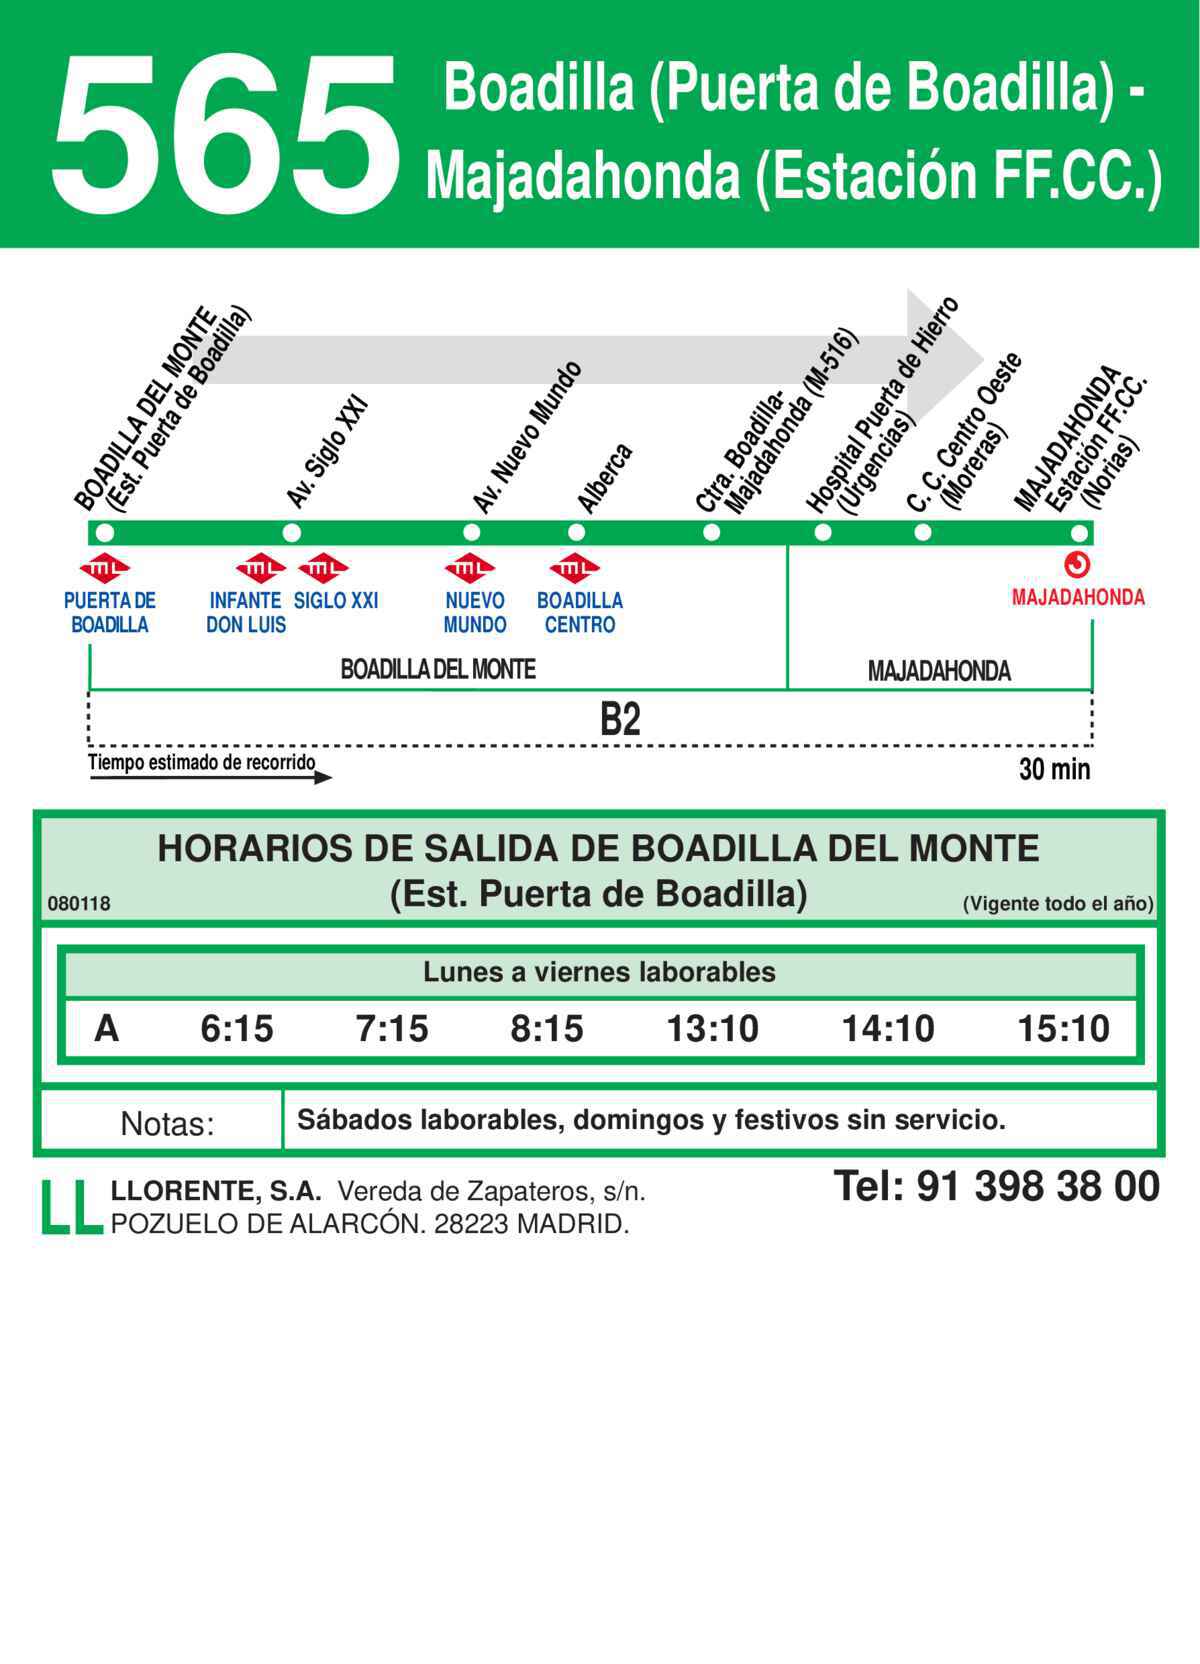 565
Boadilla (Puerta de Boadilla) -
Majadahonda (Estación FF.CC.)
BOADILLA DEL MONTE
(Est. Puerta de Boadilla)
Av. Siglo XXI
Av. Nuevo Mundo
Alberca
Ctra. Boadilla-
Majadahonda (M-516)
Hospital Puerta de Hierro
(Urgencias)
C. C. Centro Oeste
(Moreras)
MAJADAHONDA
Estación FF.CC.
(Norias)
ML
PUERTA DE
BOADILLA
ML
INFANTE
DON LUIS
ML
SIGLO XXI
ML
NUEVO
MUNDO
ML
BOADILLA
CENTRO
MAJADAHONDA
BOADILLA DEL MONTE
MAJADAHONDA
B2
Tiempo estimado de recorrido
30 min
HORARIOS DE SALIDA DE BOADILLA DEL MONTE
(Est. Puerta de Boadilla)
080118
(Vigente todo el año)
Lunes a viernes laborables
A 6:15 7:15 8:15 13:10 14:10 15:10
Notas:
Sábados laborables, domingos y festivos sin servicio.
LL
LLORENTE, S.A. Vereda de Zapateros, s/n.
POZUELO DE ALARCÓN. 28223 MADRID.
Tel: 91 398 38 00